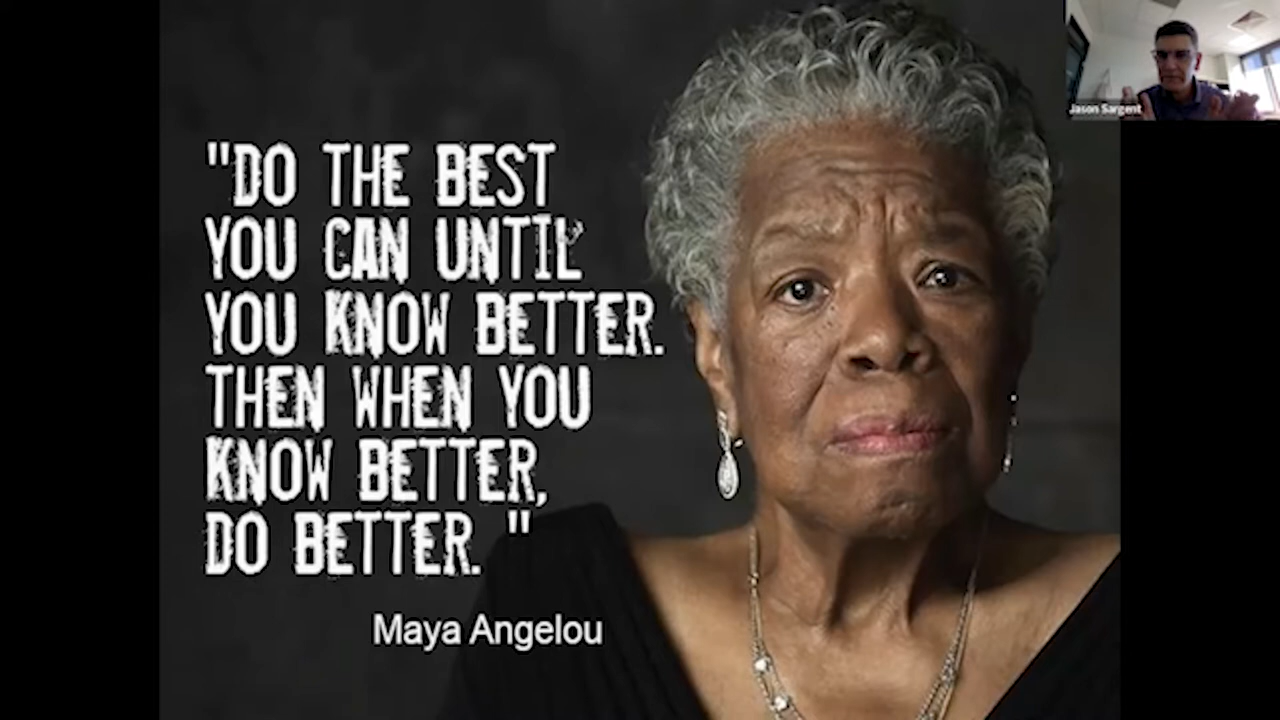 "DO THE BEST
YOU CAN UNTIL
YOU KNOW BETTER.
THEN WHEN YOU
KNOW BETTER,
DO BETTER. "
Maya Angelou
Jason Sargent